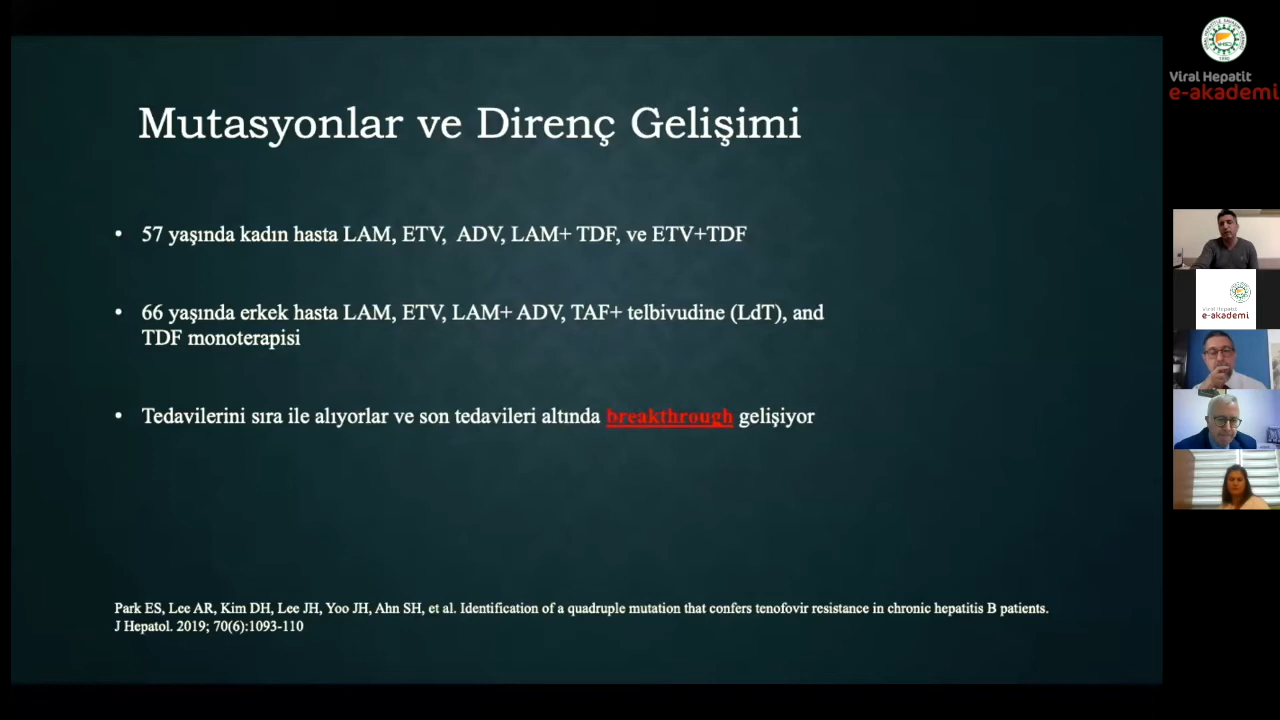 Mutasyonlar ve Direnç Gelişimi
• 57 yaşında kadın hasta LAM, ETV,  ADV, LAM+ TDF, ve ETV+TDF
• 66 yaşında erkek hasta LAM, ETV, LAM+ ADV, TAF+ telbivudine (LdT), and
TDF monoterapisi
• Tedavilerini sıra ile alıyorlar ve son tedavileri altında breakthrough gelişiyor
Park ES, Lee AR, Kim DH, Lee JH, Yoo JH, Ahn SH, et al. Identification of a quadruple mutation that confers tenofovir resistance in chronic hepatitis B patients.
J Hepatol. 2019; 70(6):1093-110
Viral Hepatit
e-akademi
e-akademi